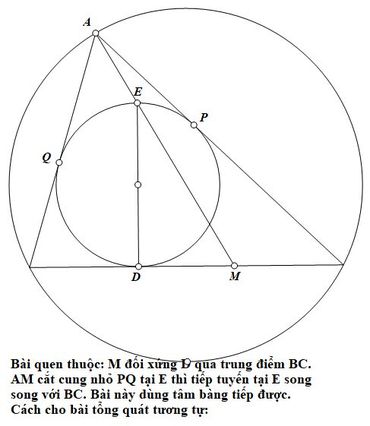 A
E
P
Q
D
M
Bài quen thuộc: M đối xứng D qua trung điểm BC.
AM cắt cung nhỏ PQ tại E thì tiếp tuyến tại E song
song với BC. Bài này dùng tâm bàng tiếp được.
Cách cho bài tổng quát tương tự: